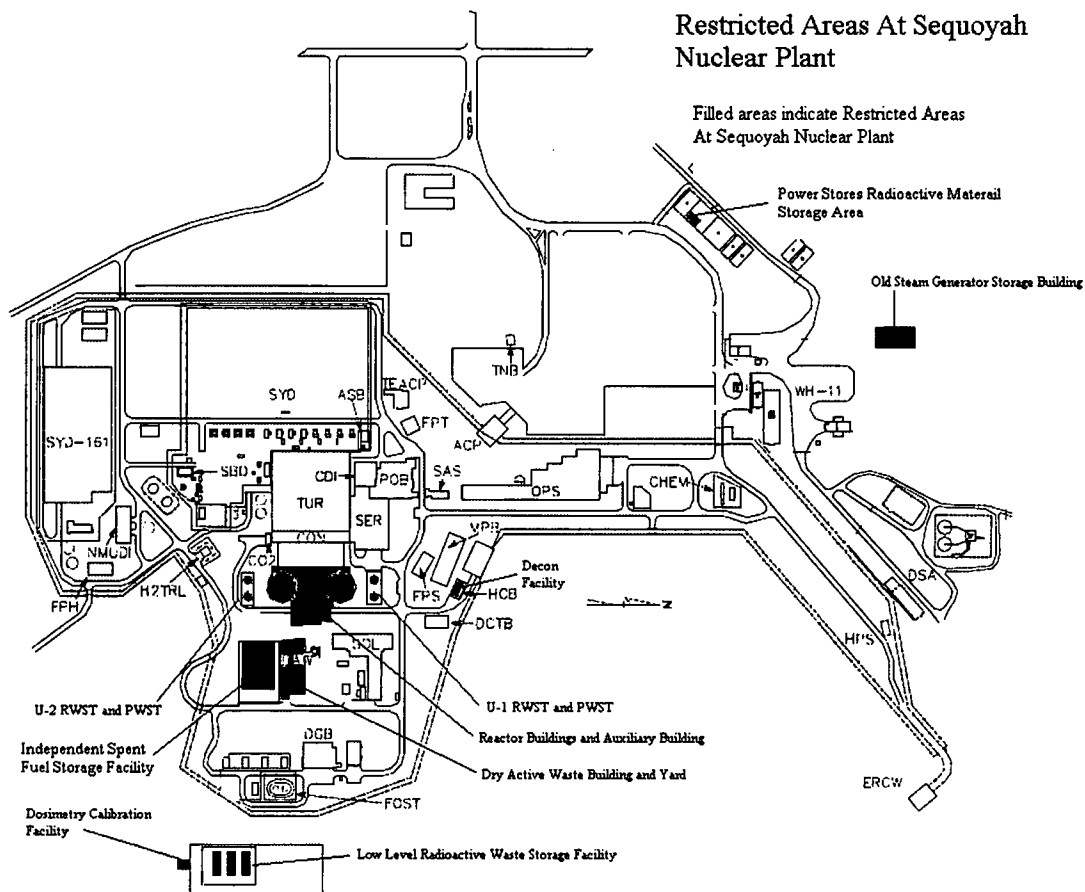 Restricted Areas At Sequoyah
Nuclear Plant
Filled areas indicate Restricted Areas
At Sequoyah Nuclear Plant
Power Stores Radioactive Materail
Storage Area
Old Steam Generator Storage Building
TNB
WH-11
TEACP
SYD
ASB
FPT
ACP
SYD-161
SBD
CDI
POB
SAS
OPS
CHEM
TUR
SER
CON
NMUDI
CO2
H2TRL
FPH
FPS
Decon
Facility
HCB
DSA
N
DCTB
HPS
U-2 RWST and PWST
U-1 RWST and PWST
Reactor Buildings and Auxiliary Building
Independent Spent
Fuel Storage Facility
DGB
Dry Active Waste Building and Yard
FOST
ERCW
Dosimetry Calibration
Facility
Low Level Radioactive Waste Storage Facility